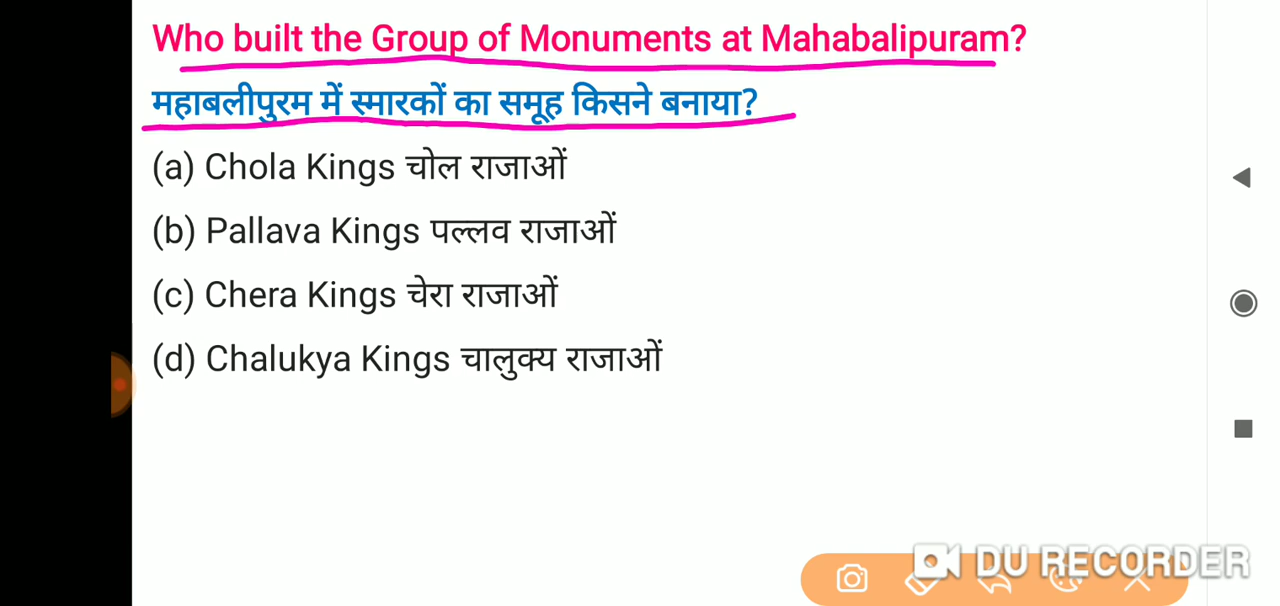 Who built the Group of Monuments at Mahabalipuram?
महाबलीपुरम में स्मारकों का समूह किसने बनाया?
(a) Chola Kings चोल राजाओं
(b) Pallava Kings पल्लव राजाओं
(c) Chera Kings चेरा राजाओं
(d) Chalukya Kings चालुक्य राजाओं
DU RECORDER